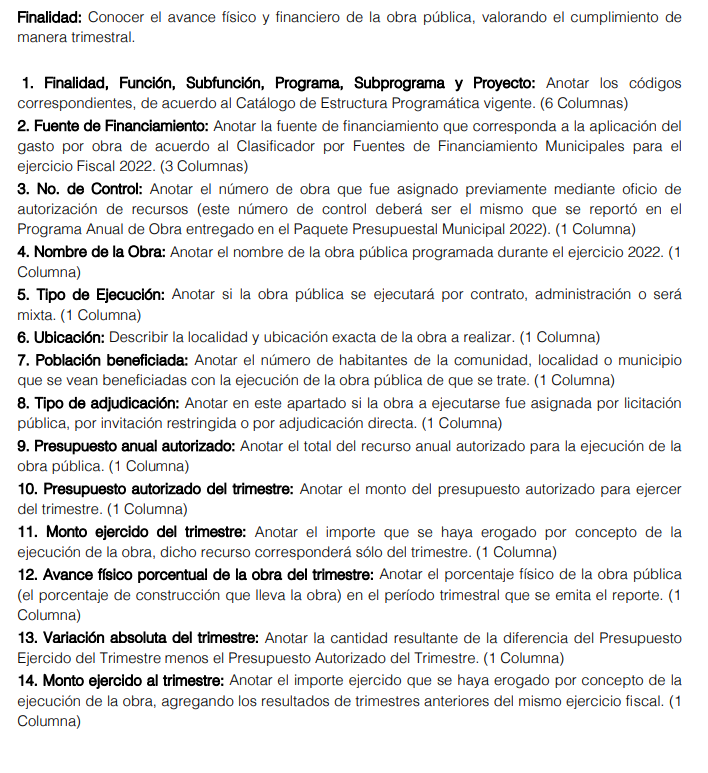 Finalidad: Conocer el avance físico y financiero de la obra pública, valorando el cumplimiento de
manera trimestral.
1. Finalidad, Función, Subfunción, Programa, Subprograma y Proyecto: Anotar los códigos
correspondientes, de acuerdo al Catálogo de Estructura Programática vigente. (6 Columnas)
2. Fuente de Financiamiento: Anotar la fuente de financiamiento que corresponda a la aplicación del
gasto por obra de acuerdo al Clasificador por Fuentes de Financiamiento Municipales para el
ejercicio Fiscal 2022. (3 Columnas)
3. No. de Control: Anotar el número de obra que fue asignado previamente mediante oficio de
autorización de recursos (este número de control deberá ser el mismo que se reportó en el
Programa Anual de Obra entregado en el Paquete Presupuestal Municipal 2022). (1 Columna)
4. Nombre de la Obra: Anotar el nombre de la obra pública programada durante el ejercicio 2022. (1
Columna)
5. Tipo de Ejecución: Anotar si la obra pública se ejecutará por contrato, administración o será
mixta. (1 Columna)
6. Ubicación: Describir la localidad y ubicación exacta de la obra a realizar. (1 Columna)
7. Población beneficiada: Anotar el número de habitantes de la comunidad, localidad o municipio
que se vean beneficiadas con la ejecución de la obra pública de que se trate. (1 Columna)
8. Tipo de adjudicación: Anotar en este apartado si la obra a ejecutarse fue asignada por licitación
pública, por invitación restringida o por adjudicación directa. (1 Columna)
9. Presupuesto anual autorizado: Anotar el total del recurso anual autorizado para la ejecución de la
obra pública. (1 Columna)
10. Presupuesto autorizado del trimestre: Anotar el monto del presupuesto autorizado para ejercer
del trimestre. (1 Columna)
11. Monto ejercido del trimestre: Anotar el importe que se haya erogado por concepto de la
ejecución de la obra, dicho recurso corresponderá sólo del trimestre. (1 Columna)
12. Avance físico porcentual de la obra del trimestre: Anotar el porcentaje físico de la obra pública
(el porcentaje de construcción que lleva la obra) en el período trimestral que se emita el reporte. (1
Columna)
13. Variación absoluta del trimestre: Anotar la cantidad resultante de la diferencia del Presupuesto
Ejercido del Trimestre menos el Presupuesto Autorizado del Trimestre. (1 Columna)
14. Monto ejercido al trimestre: Anotar el importe ejercido que se haya erogado por concepto de la
ejecución de la obra, agregando los resultados de trimestres anteriores del mismo ejercicio fiscal. (1
Columna)